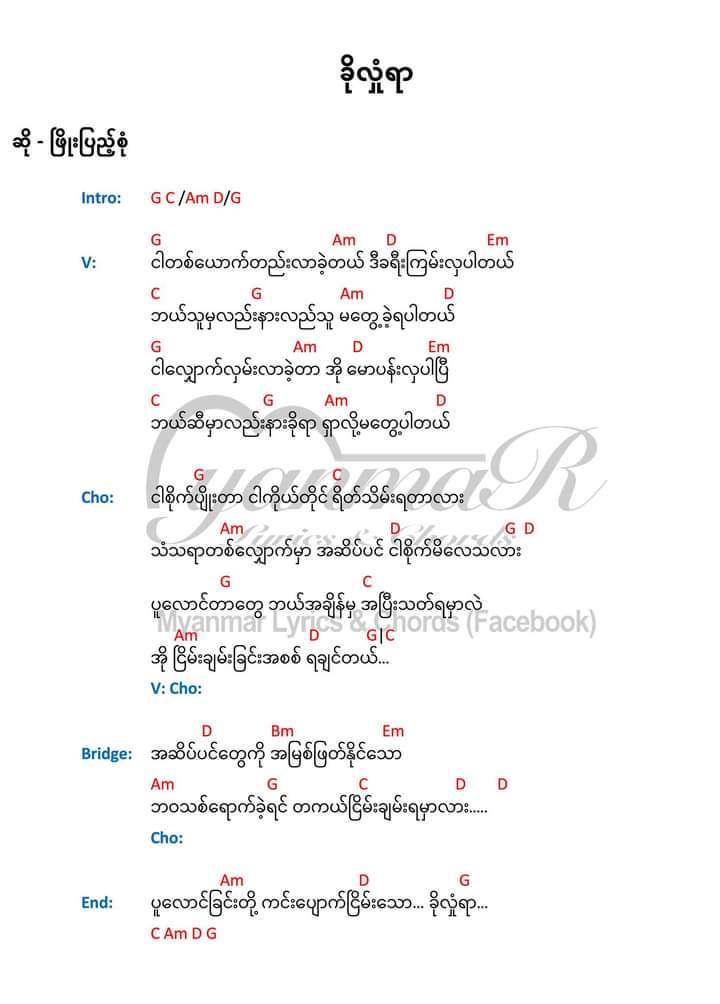 ခိုလှုံရာ
ဆို - ဖြိုးပြည့်စုံ
Intro: G C /Am D/G
G Am D Em
V: ငါတစ်ယောက်တည်းလာခဲ့တယ် ဒီခရီးကြမ်းလှပါတယ်
C G Am D
ဘယ်သူမှလည်းနားလည်သူ မတွေ့ခဲ့ရပါတယ်
G Am D Em
ငါလျှောက်လှမ်းလာခဲ့တာ အို မောပန်းလှပါပြီ
C G Am D
ဘယ်ဆီမှာလည်းနားခိုရာ ရှာလို့မတွေ့ပါတယ်
G C
Cho: ငါစိုက်ပျိုးတာ ငါကိုယ်တိုင် ရိတ်သိမ်းရတာလား
Am D G D
သံသရာတစ်လျှောက်မှာ အဆိပ်ပင် ငါစိုက်မိလေသလား
G C
ပူလောင်တာတွေ ဘယ်အချိန်မှ အပြီးသတ်ရမှာလဲ
Am D G|C
အို ငြိမ်းချမ်းခြင်းအစစ် ရချင်တယ်...
V: Cho:
D Bm Em
Bridge: အဆိပ်ပင်တွေကို အမြစ်ဖြတ်နိုင်သော
Am G C D D
ဘဝသစ်ရောက်ခဲ့ရင် တကယ်ငြိမ်းချမ်းရမှာလား.....
Cho:
Am D G
End: ပူလောင်ခြင်းတို့ ကင်းပျောက်ငြိမ်းသော... ခိုလှုံရာ...
C Am D G
MyanmaR
Lyrics & Chords
Myanmar Lyrics & Chords (Facebook)